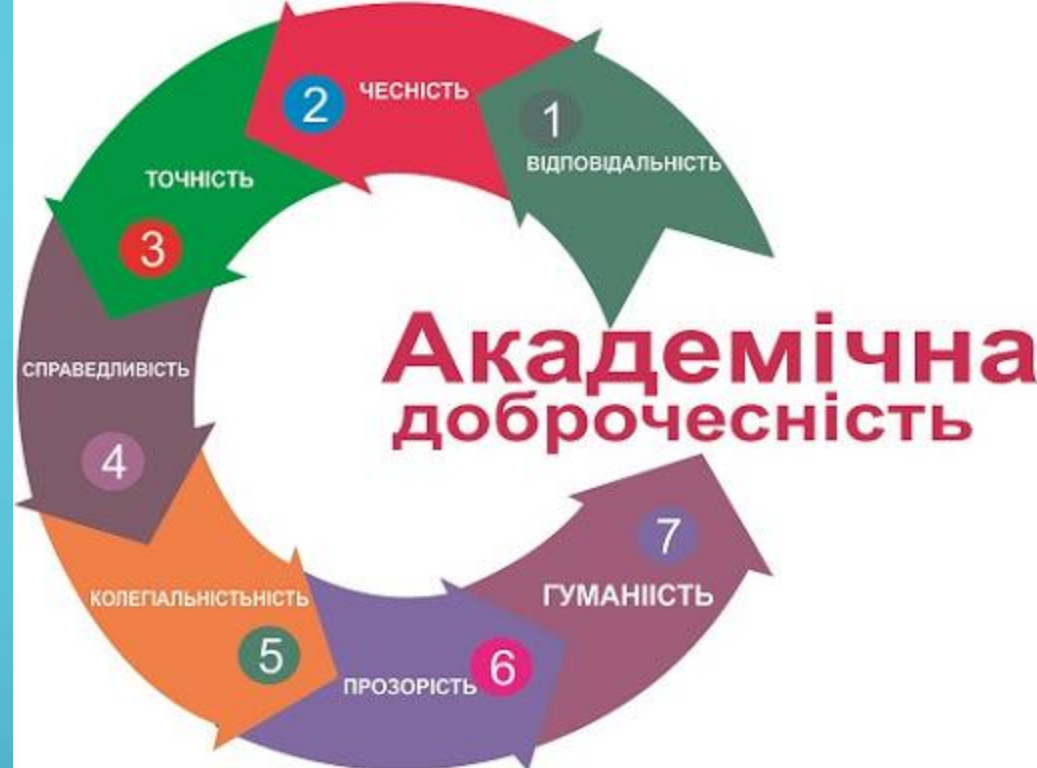 1
ВІДПОВІДАЛЬНІСТЬ
2
ЧЕСНІСТЬ
ТОЧНІСТЬ
3
СПРАВЕДЛИВІСТЬ
4
КОЛЕГІАЛЬНІСТЬНІСТЬ
5
ПРОЗОРІСТЬ
6
7
ГУМАНІІСТЬ
Академічна
доброчесність